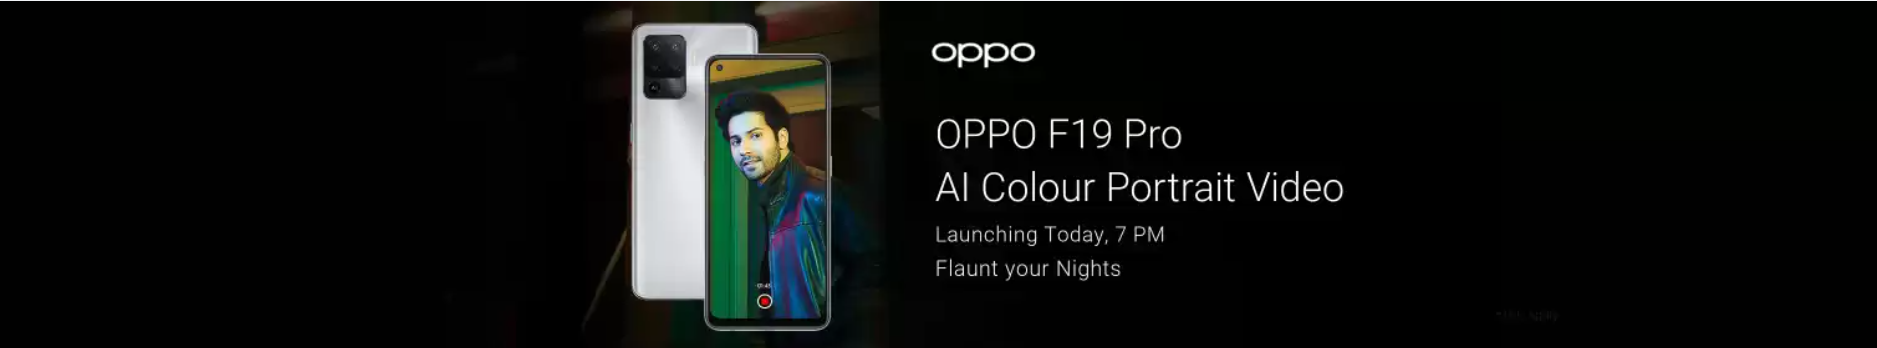 oppo
OPPO F19 Pro
AI Colour Portrait Video
Launching Today, 7 PM
Flaunt your Nights